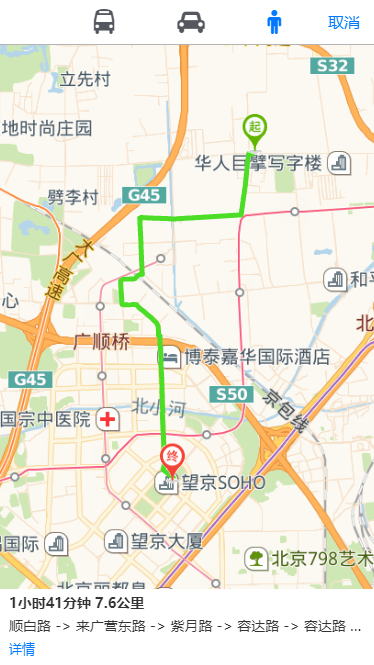 取消
S32
立先村
地时尚庄园
起
华人巨擘写字楼
劈李村
G45
大广高速
和平
心
北
广顺桥
博泰嘉华国际酒店
G45
S50
北小河
京包线
国宗中医院
终
望京SOHO
国际
望京大厦
北京798艺术
北京丽都皇
1小时41分钟 7.6公里
顺白路 -> 来广营东路 -> 紫月路 -> 容达路 -> 容达路 ...
详情